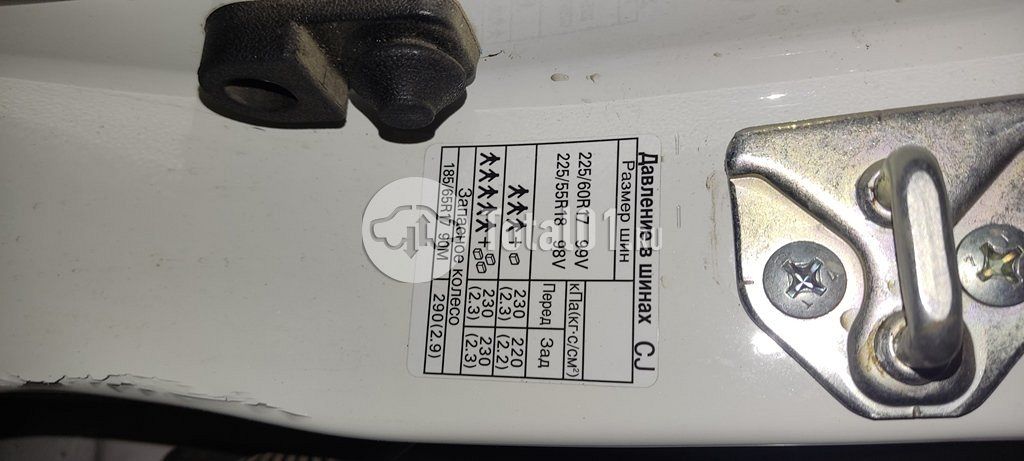 Давление в шинах CJ
Размер шин кПа(кг·с/см²)
Перед Зад
225/60R17 99V
225/55R18 98V
230 (2.3) 220 (2.2)
230 (2.3) 230 (2.3)
Запасное колесо
185/65R17 90M 290(2.9)